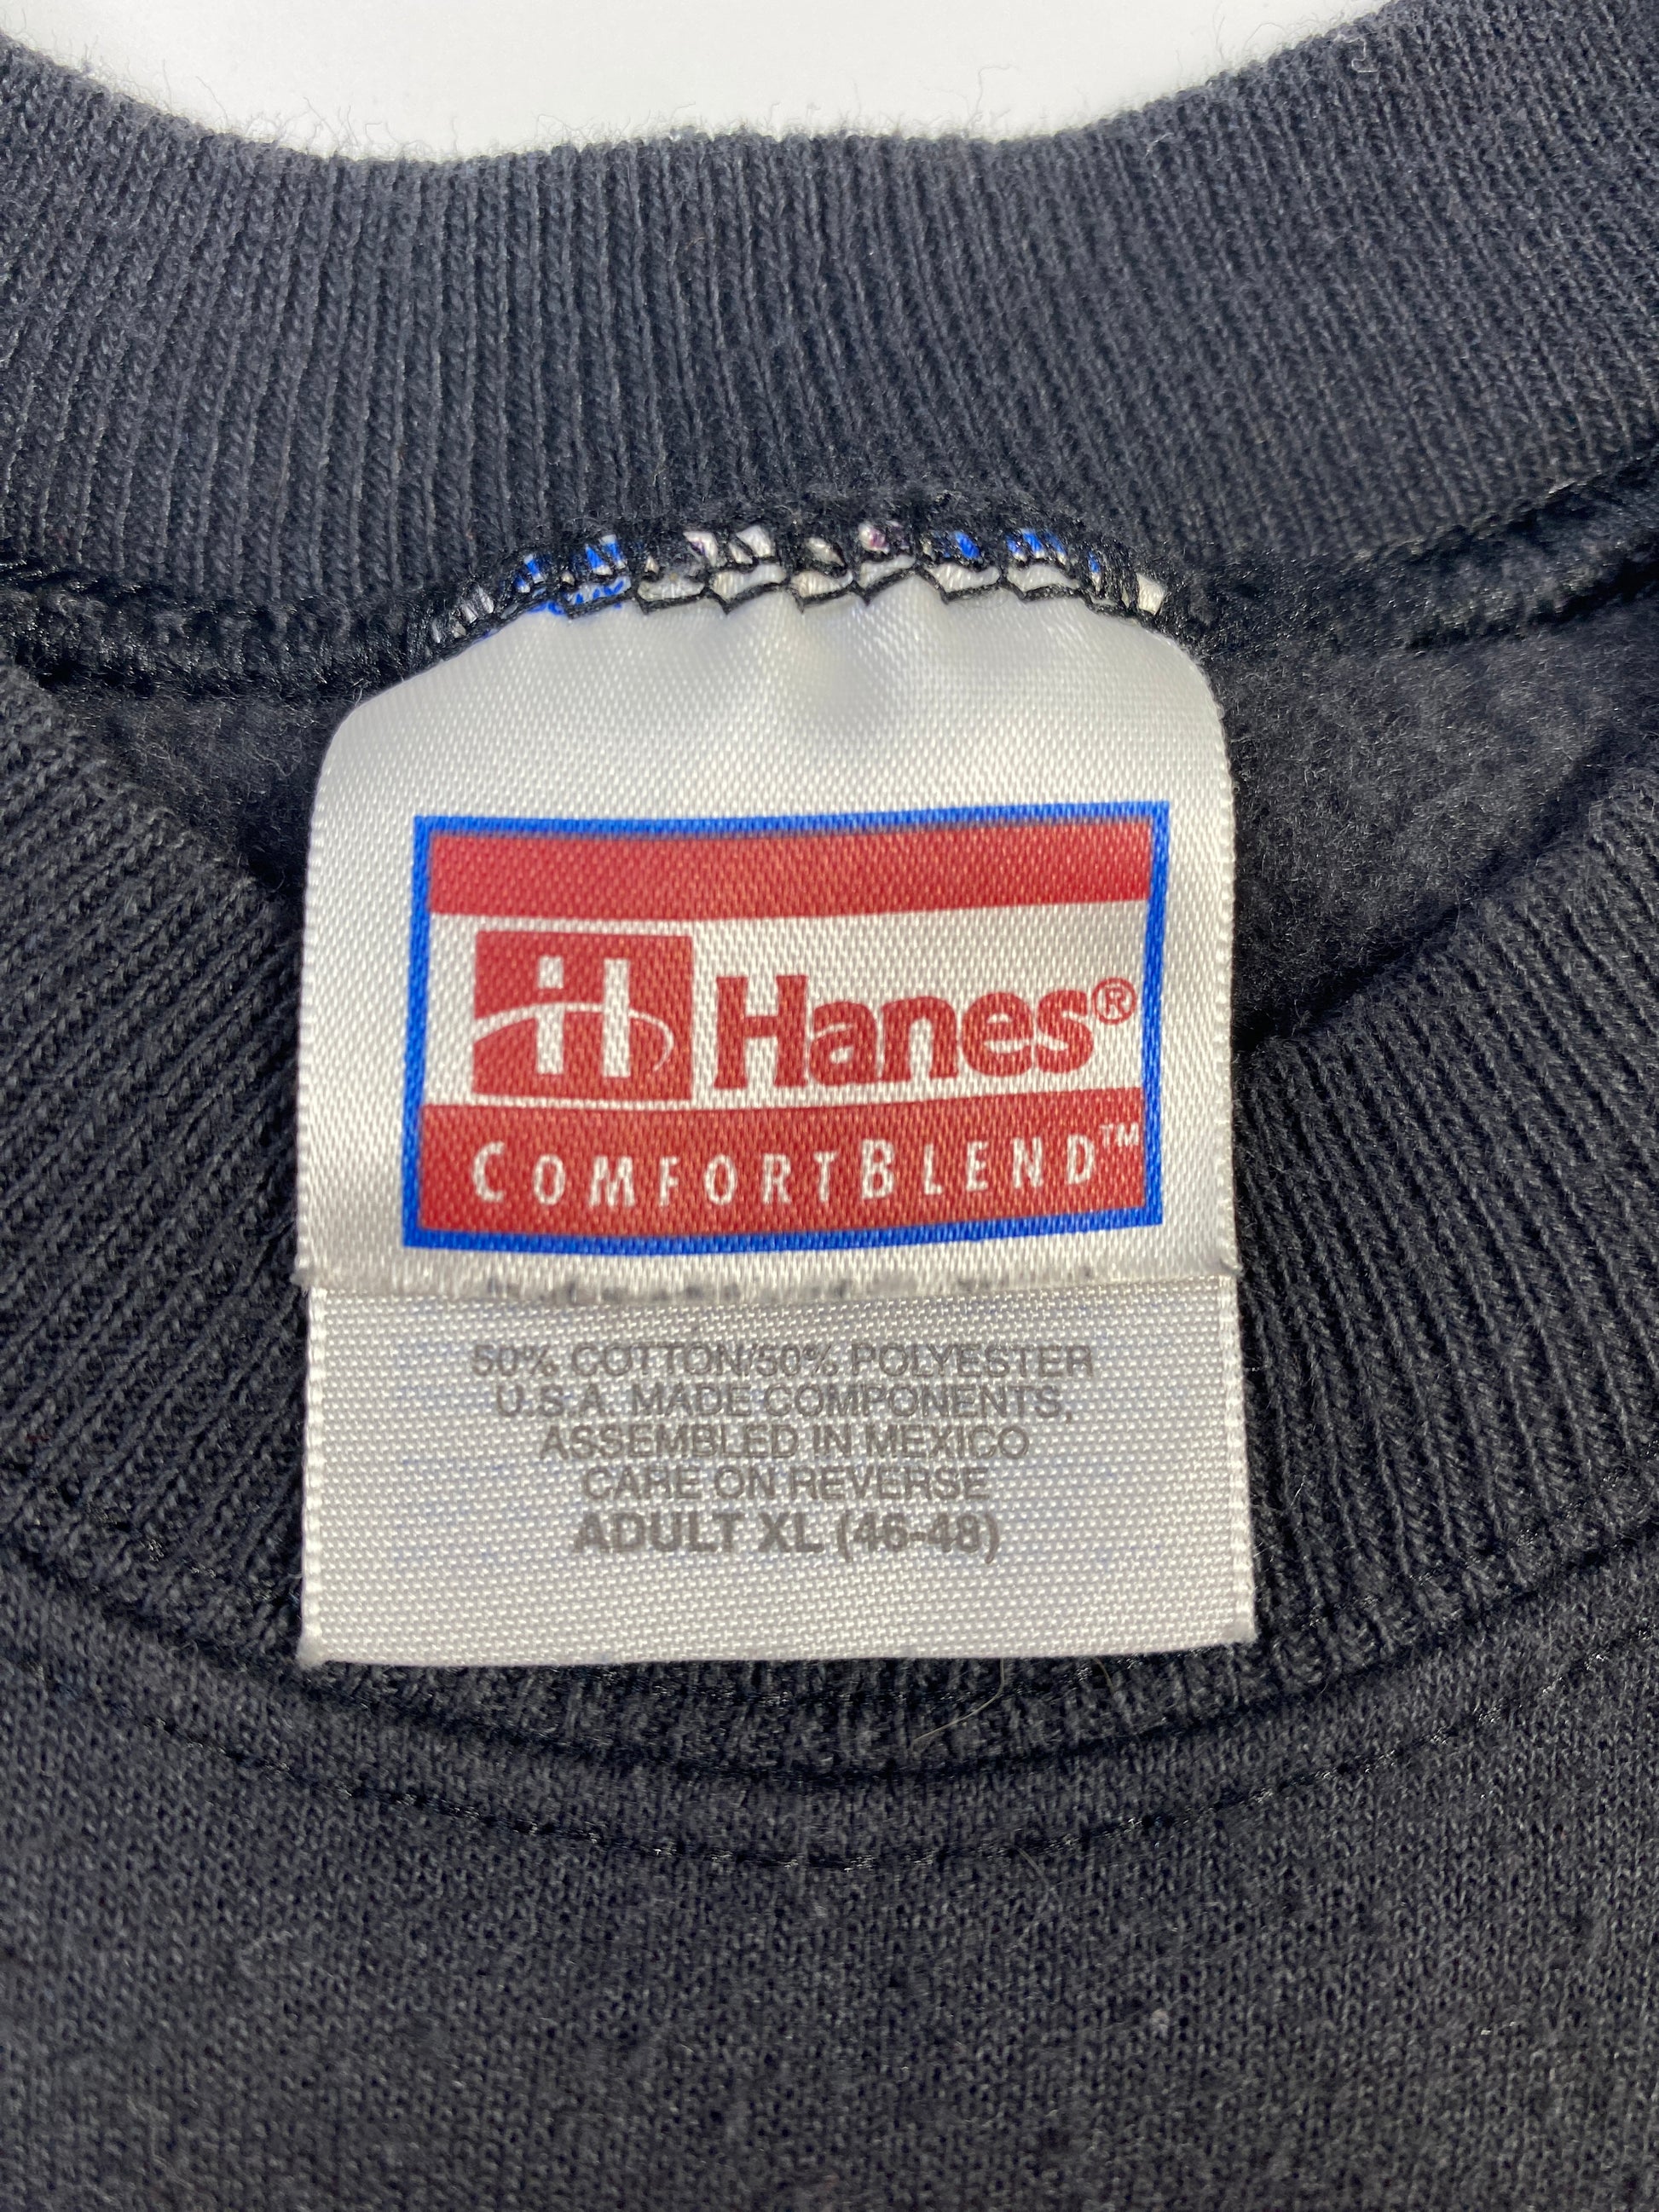 Hanes®
COMFORTBLEND™
50% COTTON/50% POLYESTER
U.S.A. MADE COMPONENTS,
ASSEMBLED IN MEXICO
CARE ON REVERSE
ADULT XL (46-48)